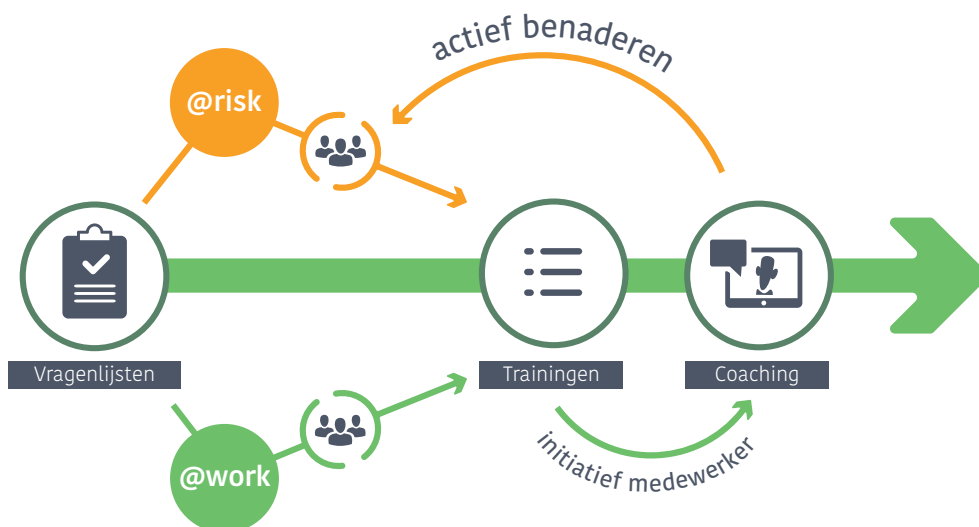 actief benaderen
@risk
Vragenlijsten
Trainingen
Coaching
@work
initiatief medewerker